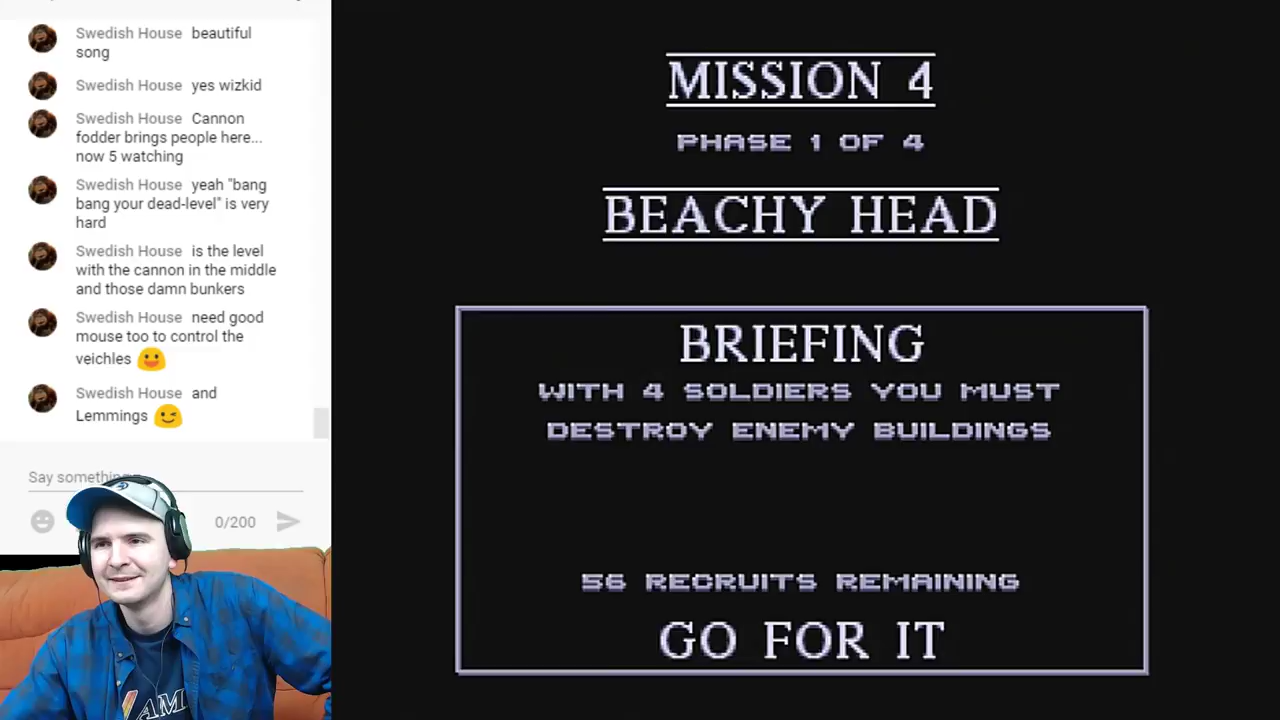 Swedish House beautiful
song
Swedish House yes wizkid
Swedish House Cannon
fodder brings people here...
now 5 watching
Swedish House yeah "bang
bang your dead-level" is very
hard
Swedish House is the level
with the cannon in the middle
and those damn bunkers
Swedish House need good
mouse too to control the
veichles
Swedish House and
Lemmings
Say something
0/200
MISSION 4
PHASE 1 OF 4
BEACHY HEAD
BRIEFING
WITH 4 SOLDIERS YOU MUST
DESTROY ENEMY BUILDINGS
56 RECRUITS REMAINING
GO FOR IT